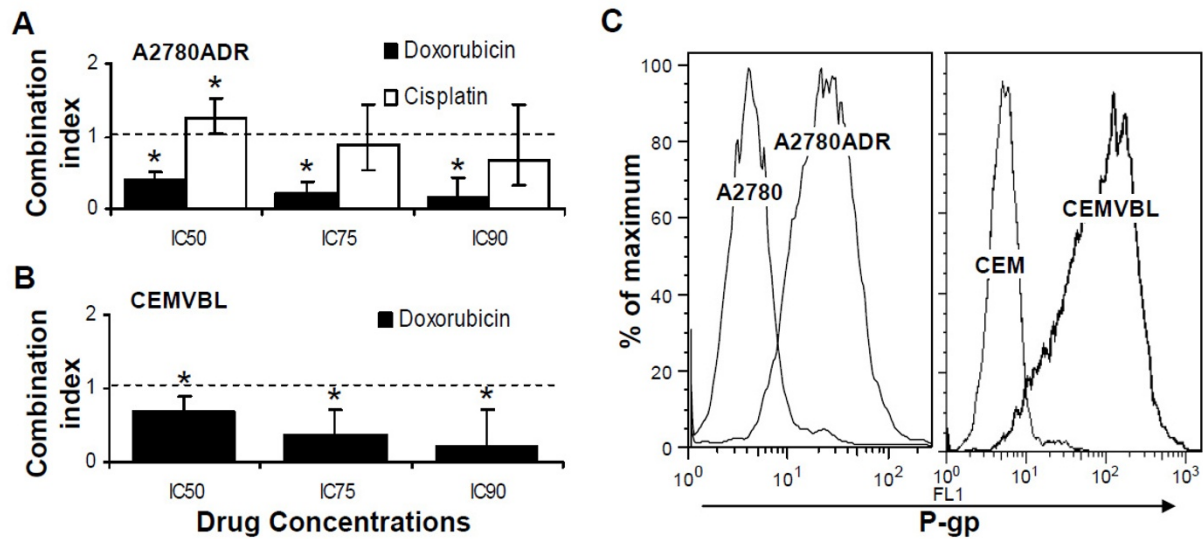 A
A2780ADR
Doxorubicin
Cisplatin
Combination
index
2
1
0
*
*
*
*
IC50
IC75
IC90
B
CEMVBL
Doxorubicin
Combination
index
2
1
0
*
*
*
IC50
IC75
IC90
Drug Concentrations
C
% of maximum
100
80
60
40
20
0
A2780
A2780ADR
CEM
CEMVBL
10⁰
10¹
10²
10⁰
10¹
10²
10³
FL1
P-gp